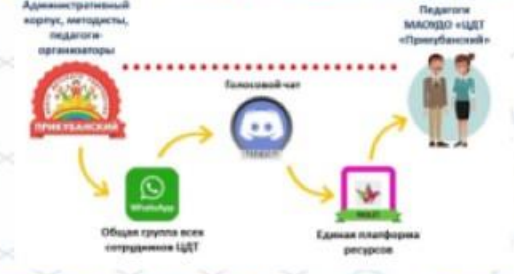 Административный
корпус, методисты,
педагоги-
организаторы
Педагоги
МАОУДО «ЦДТ
«Прикубанский»
Голосовой чат
ПРИКУБАНСКИЙ
WhatsApp
Общая группа всех
сотрудников ЦДТ
Единая платформа
ресурсов